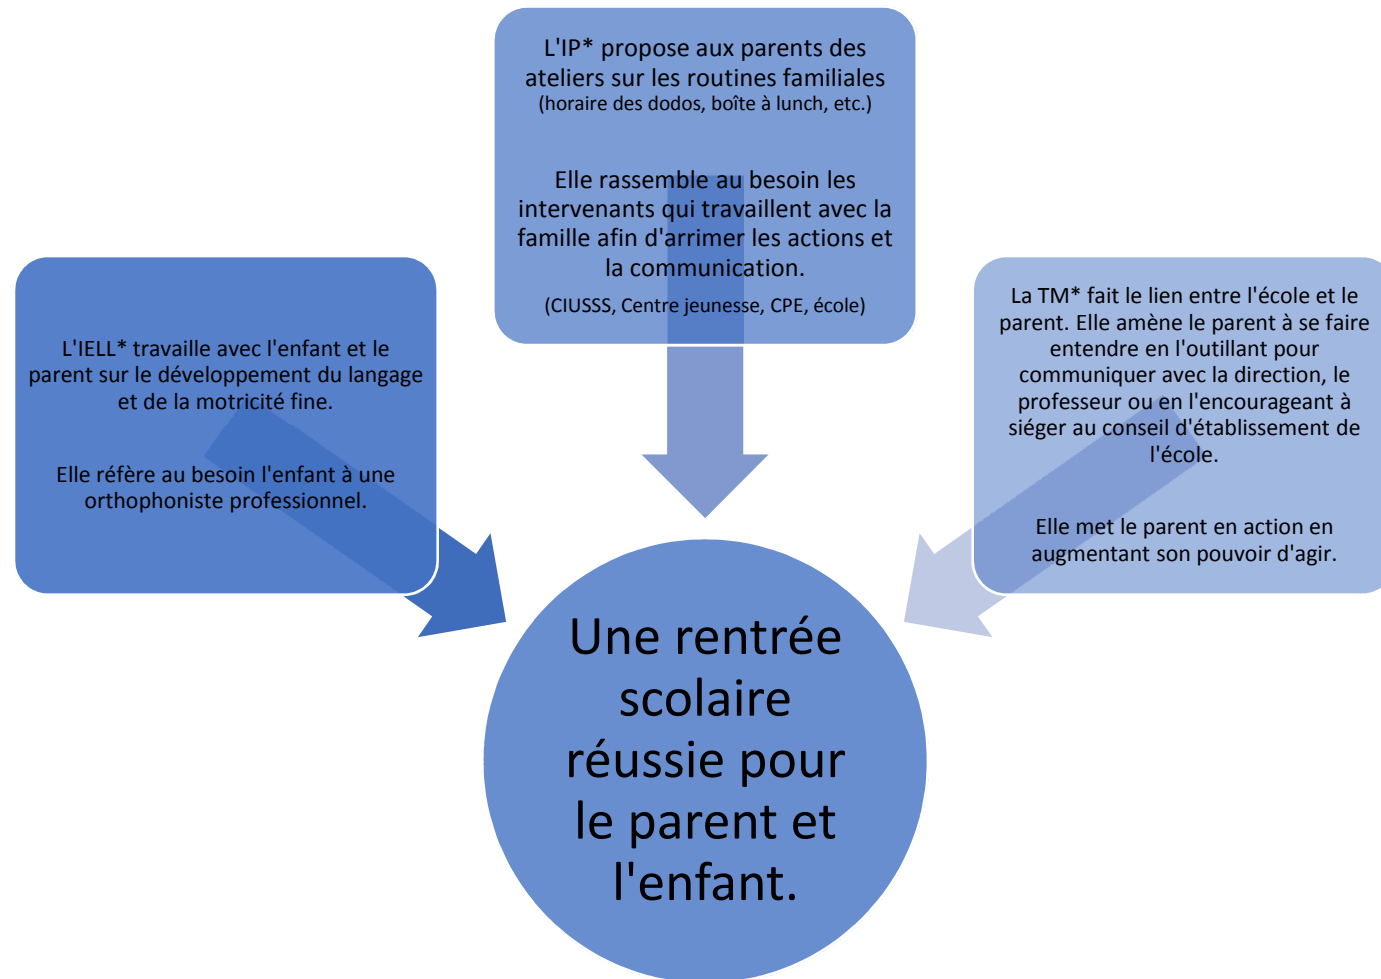 L'IP* propose aux parents des
ateliers sur les routines familiales
(horaire des dodos, boîte à lunch, etc.)
Elle rassemble au besoin les
intervenants qui travaillent avec la
famille afin d'arrimer les actions et
la communication.
(CIUSSS, Centre jeunesse, CPE, école)
L'IELL* travaille avec l'enfant et le
parent sur le développement du langage
et de la motricité fine.
Elle réfère au besoin l'enfant à une
orthophoniste professionnel.
La TM* fait le lien entre l'école et le
parent. Elle amène le parent à se faire
entendre en l'outillant pour
communiquer avec la direction, le
professeur ou en l'encourageant à
siéger au conseil d'établissement de
l'école.
Elle met le parent en action en
augmentant son pouvoir d'agir.
Une rentrée
scolaire
réussie pour
le parent et
l'enfant.